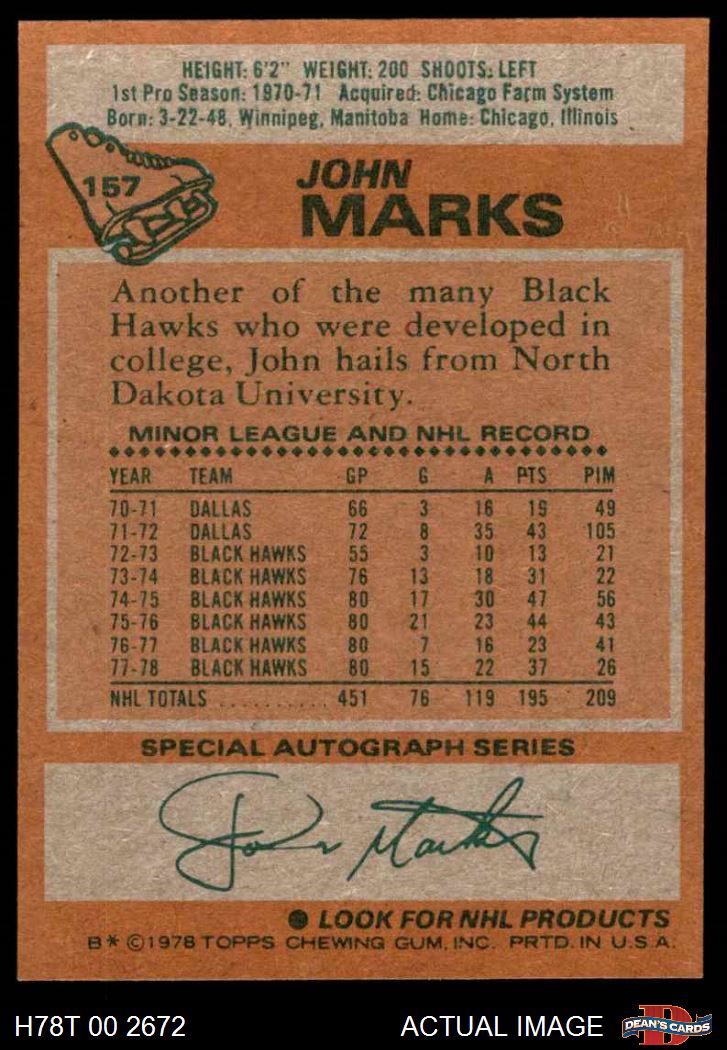 HEIGHT: 6'2" WEIGHT: 200 SHOOTS: LEFT
1st Pro Season: 1970-71 Acquired: Chicago Farm System
Born: 3-22-48, Winnipeg, Manitoba Home: Chicago, Illinois
157
JOHN
MARKS
Another of the many Black
Hawks who were developed in
college, John hails from North
Dakota University.
MINOR LEAGUE AND NHL RECORD
YEAR TEAM GP G A PTS PIM
70-71 DALLAS 66 3 16 19 49
71-72 DALLAS 72 8 35 43 105
72-73 BLACK HAWKS 55 3 10 13 21
73-74 BLACK HAWKS 76 13 18 31 22
74-75 BLACK HAWKS 80 17 30 47 56
75-76 BLACK HAWKS 80 21 23 44 43
76-77 BLACK HAWKS 80 7 16 23 41
77-78 BLACK HAWKS 80 15 22 37 26
NHL TOTALS .......... 451 76 119 195 209
SPECIAL AUTOGRAPH SERIES
John Marks
● LOOK FOR NHL PRODUCTS
B* ©1978 TOPPS CHEWING GUM, INC. PRTD. IN U.S.A.
H78T 00 2672 ACTUAL IMAGE D DEAN'S CARDS